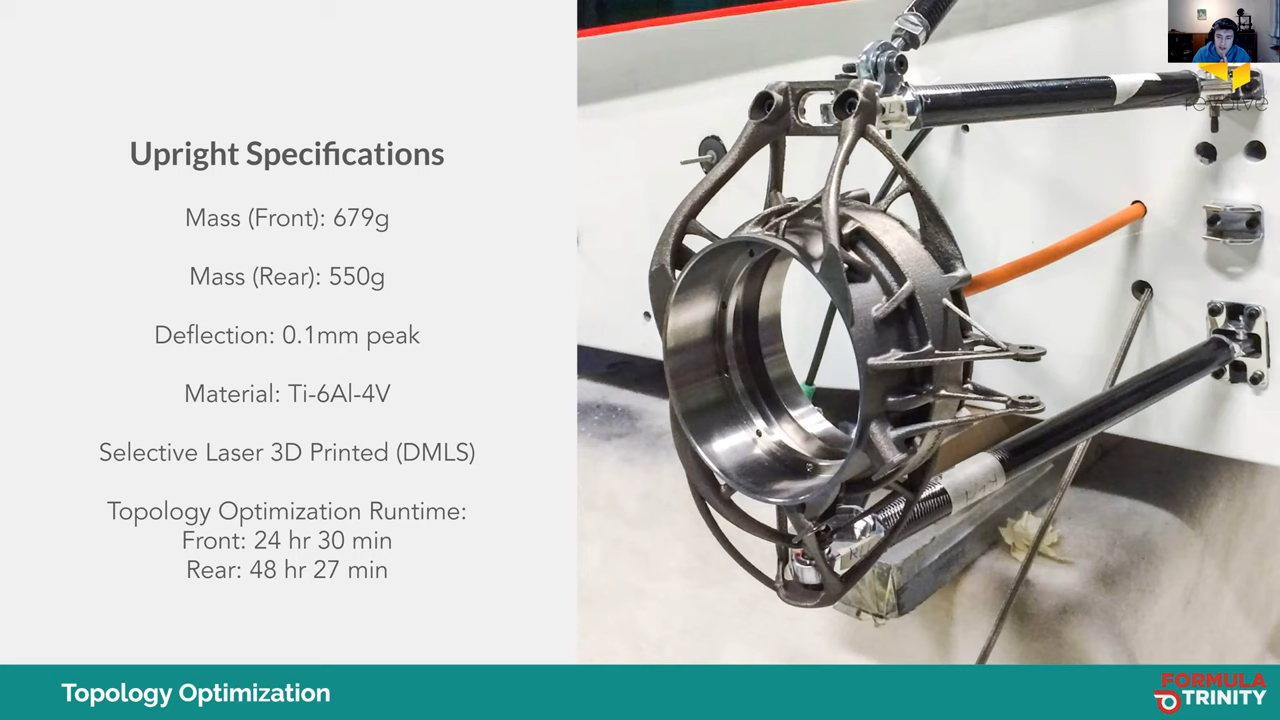 Upright Specifications
Mass (Front): 679g
Mass (Rear): 550g
Deflection: 0.1mm peak
Material: Ti-6Al-4V
Selective Laser 3D Printed (DMLS)
Topology Optimization Runtime:
Front: 24 hr 30 min
Rear: 48 hr 27 min
revolve
L
Topology Optimization
FORMULA
TRINITY